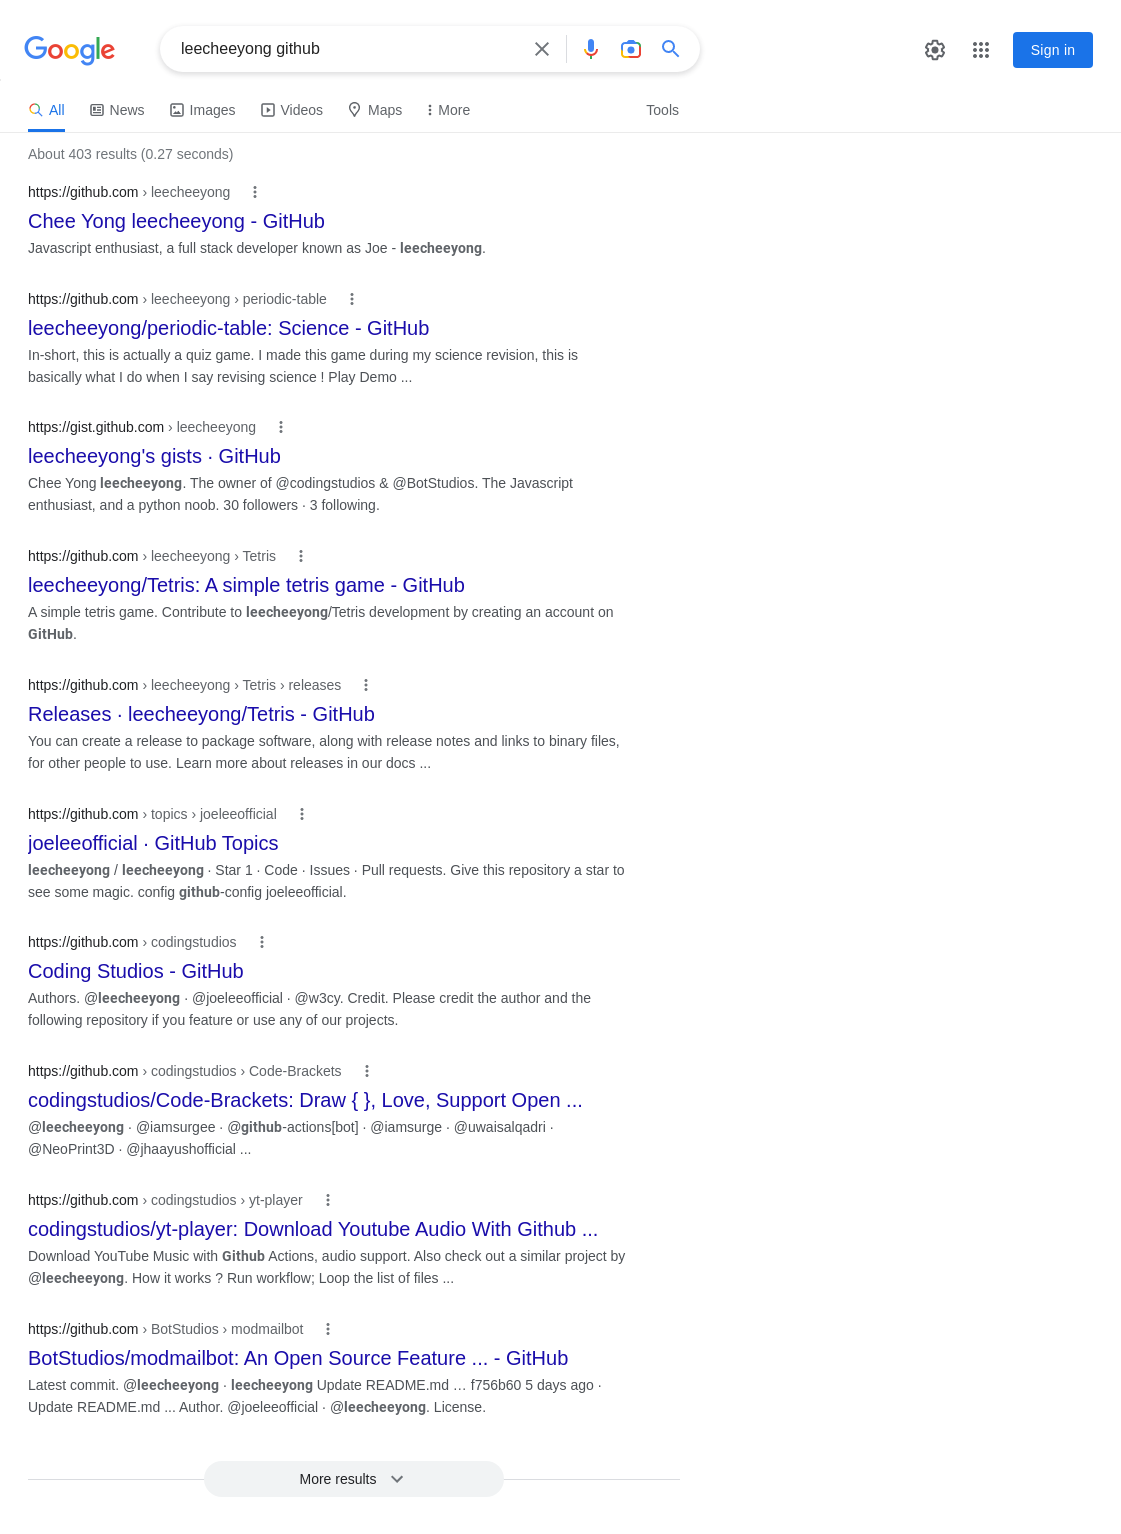 Google
leecheeyong github
Sign in
All News Images Videos Maps More Tools
About 403 results (0.27 seconds)
https://github.com › leecheeyong
Chee Yong leecheeyong - GitHub
Javascript enthusiast, a full stack developer known as Joe - leecheeyong.
https://github.com › leecheeyong › periodic-table
leecheeyong/periodic-table: Science - GitHub
In-short, this is actually a quiz game. I made this game during my science revision, this is
basically what I do when I say revising science ! Play Demo ...
https://gist.github.com › leecheeyong
leecheeyong's gists · GitHub
Chee Yong leecheeyong. The owner of @codingstudios & @BotStudios. The Javascript
enthusiast, and a python noob. 30 followers · 3 following.
https://github.com › leecheeyong › Tetris
leecheeyong/Tetris: A simple tetris game - GitHub
A simple tetris game. Contribute to leecheeyong/Tetris development by creating an account on
GitHub.
https://github.com › leecheeyong › Tetris › releases
Releases · leecheeyong/Tetris - GitHub
You can create a release to package software, along with release notes and links to binary files,
for other people to use. Learn more about releases in our docs ...
https://github.com › topics › joeleeofficial
joeleeofficial · GitHub Topics
leecheeyong / leecheeyong · Star 1 · Code · Issues · Pull requests. Give this repository a star to
see some magic. config github-config joeleeofficial.
https://github.com › codingstudios
Coding Studios - GitHub
Authors. @leecheeyong · @joeleeofficial · @w3cy. Credit. Please credit the author and the
following repository if you feature or use any of our projects.
https://github.com › codingstudios › Code-Brackets
codingstudios/Code-Brackets: Draw { }, Love, Support Open ...
@leecheeyong · @iamsurgee · @github-actions[bot] · @iamsurge · @uwaisalqadri ·
@NeoPrint3D · @jhaayushofficial ...
https://github.com › codingstudios › yt-player
codingstudios/yt-player: Download Youtube Audio With Github ...
Download YouTube Music with Github Actions, audio support. Also check out a similar project by
@leecheeyong. How it works ? Run workflow; Loop the list of files ...
https://github.com › BotStudios › modmailbot
BotStudios/modmailbot: An Open Source Feature ... - GitHub
Latest commit. @leecheeyong · leecheeyong Update README.md … f756b60 5 days ago ·
Update README.md ... Author. @joeleeofficial · @leecheeyong. License.
More results